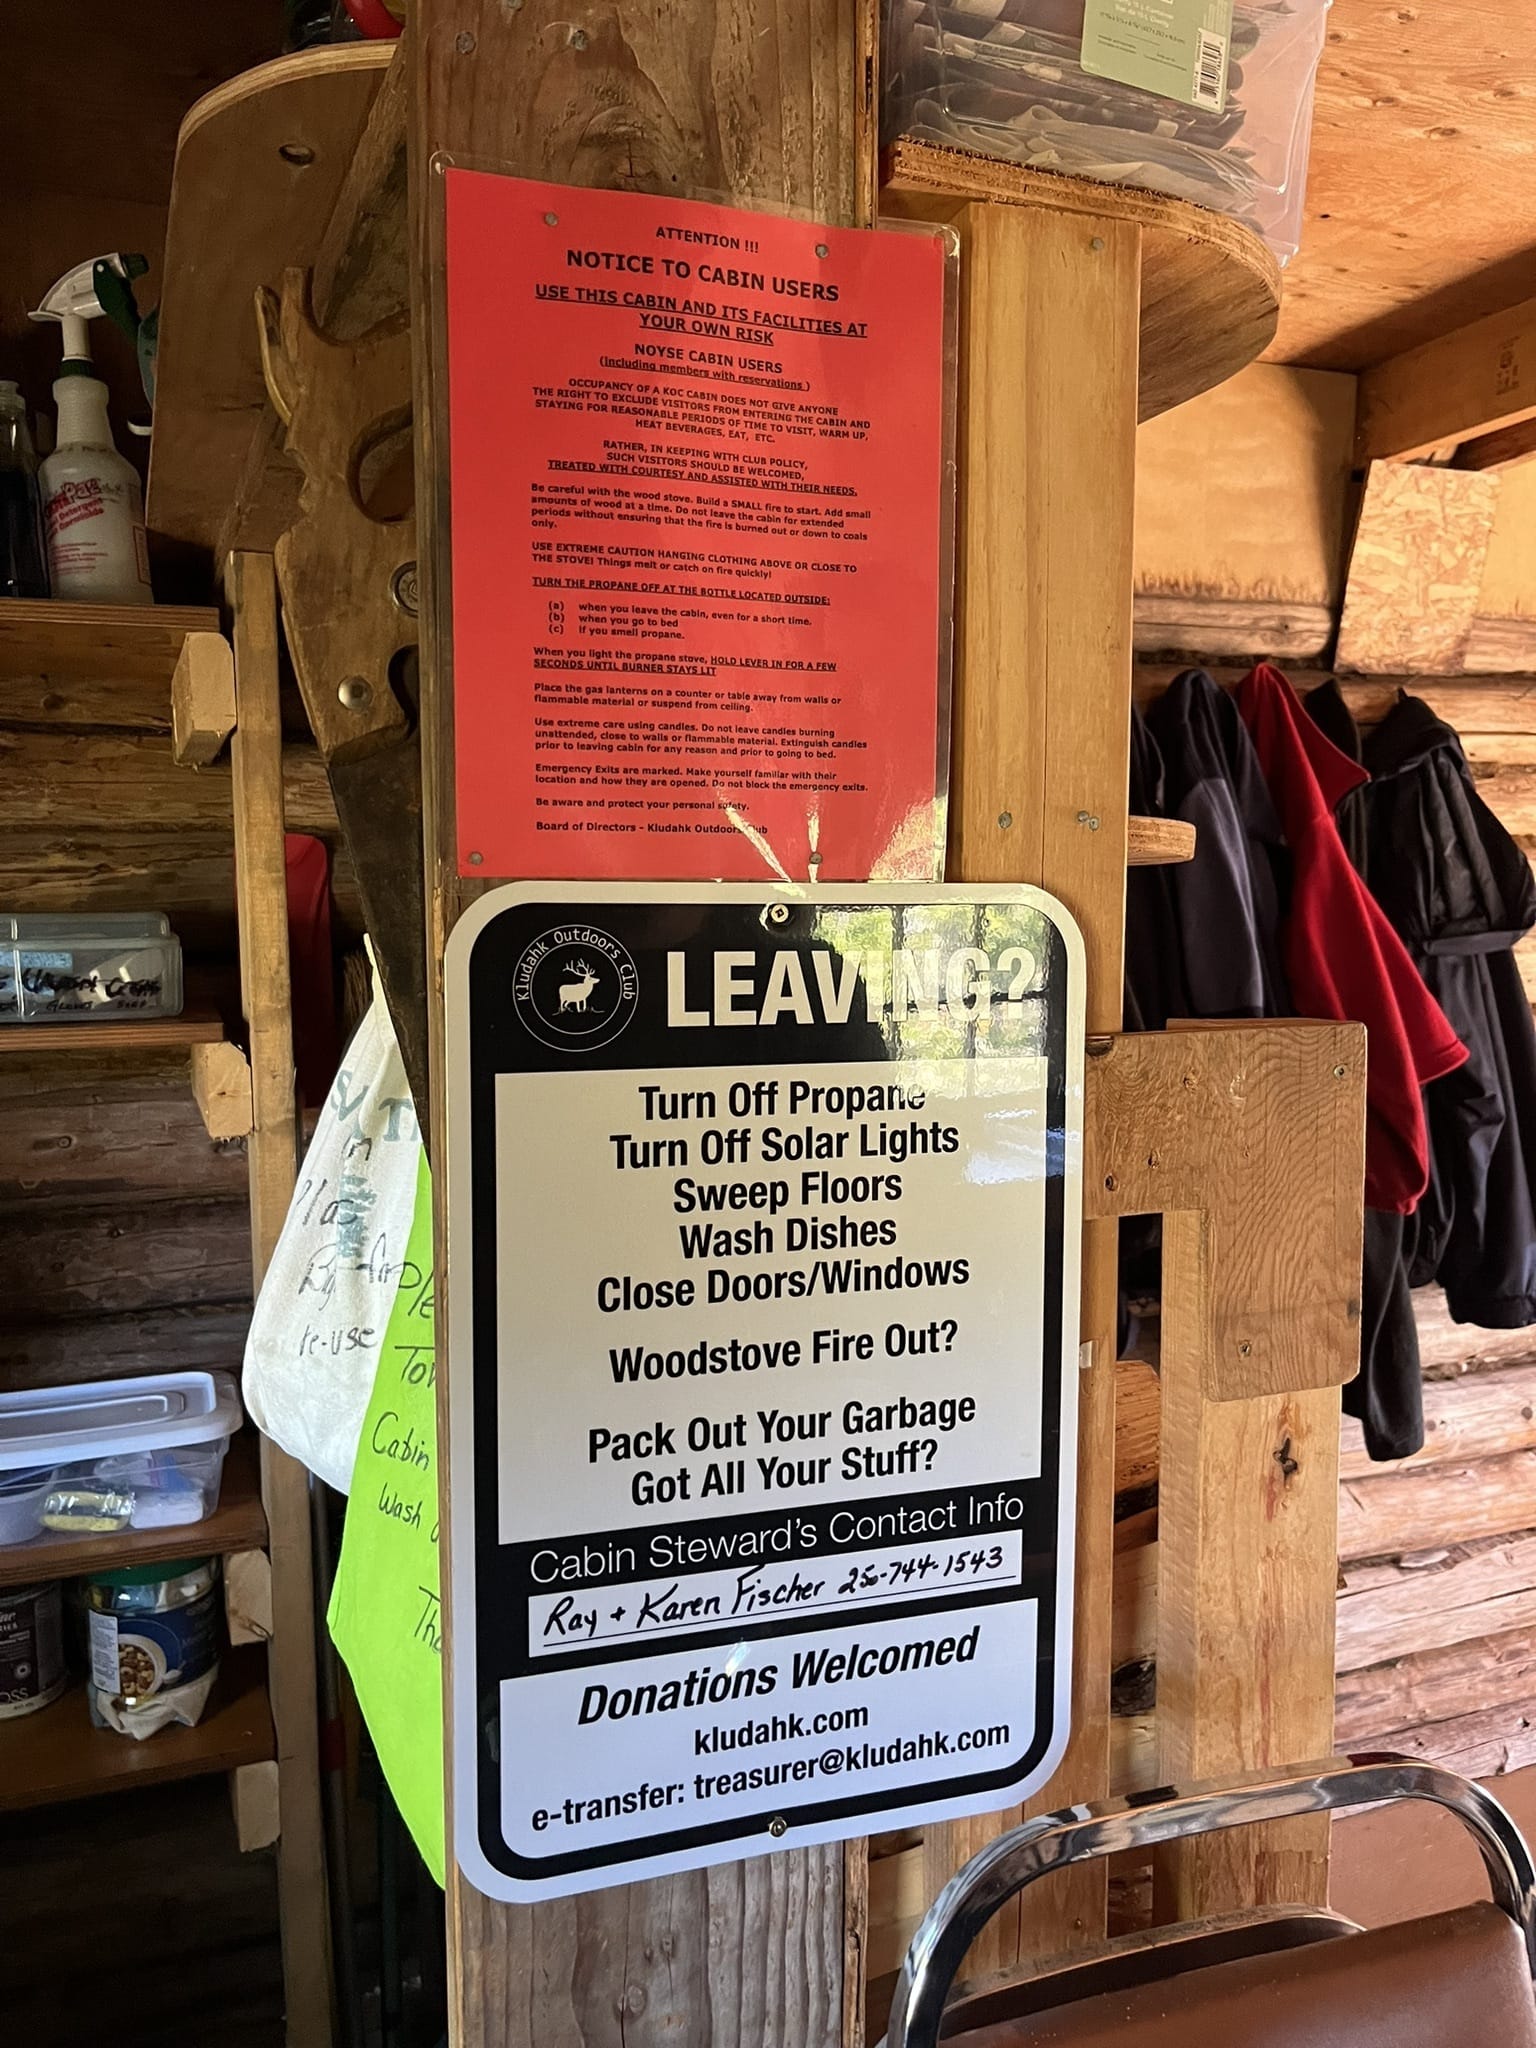 ATTENTION !!!
NOTICE TO CABIN USERS
USE THIS CABIN AND ITS FACILITIES AT
YOUR OWN RISK
NOYSE CABIN USERS
(Including members with reservations )
OCCUPANCY OF A KOC CABIN DOES NOT GIVE ANYONE
THE RIGHT TO EXCLUDE VISITORS FROM ENTERING THE CABIN AND
STAYING FOR REASONABLE PERIODS OF TIME TO VISIT, WARM UP,
HEAT BEVERAGES, EAT, ETC.
RATHER, IN KEEPING WITH CLUB POLICY,
SUCH VISITORS SHOULD BE WELCOMED,
TREATED WITH COURTESY AND ASSISTED WITH THEIR NEEDS.
Be careful with the wood stove. Build a SMALL fire to start. Add small
amounts of wood at a time. Do not leave the cabin for extended
periods without ensuring that the fire is burned out or down to coals
only.
USE EXTREME CAUTION HANGING CLOTHING ABOVE OR CLOSE TO
THE STOVE! Things melt or catch on fire quickly!
TURN THE PROPANE OFF AT THE BOTTLE LOCATED OUTSIDE:
(a) when you leave the cabin, even for a short time.
(b) when you go to bed
(c) if you smell propane.
When you light the propane stove, HOLD LEVER IN FOR A FEW
SECONDS UNTIL BURNER STAYS LIT
Place the gas lanterns on a counter or table away from walls or
flammable material or suspend from ceiling.
Use extreme care using candles. Do not leave candles burning
unattended, close to walls or flammable material. Extinguish candles
prior to leaving cabin for any reason and prior to going to bed.
Emergency Exits are marked. Make yourself familiar with their
location and how they are opened. Do not block the emergency exits.
Be aware and protect your personal safety.
Board of Directors - Kludahk Outdoors Club
Kludahk Outdoors Club
LEAVING?
Turn Off Propane
Turn Off Solar Lights
Sweep Floors
Wash Dishes
Close Doors/Windows
Woodstove Fire Out?
Pack Out Your Garbage
Got All Your Stuff?
Cabin Steward's Contact Info
Ray + Karen Fischer 250-744-1543
Donations Welcomed
kludahk.com
e-transfer: treasurer@kludahk.com
re-use
Cabin
Wash